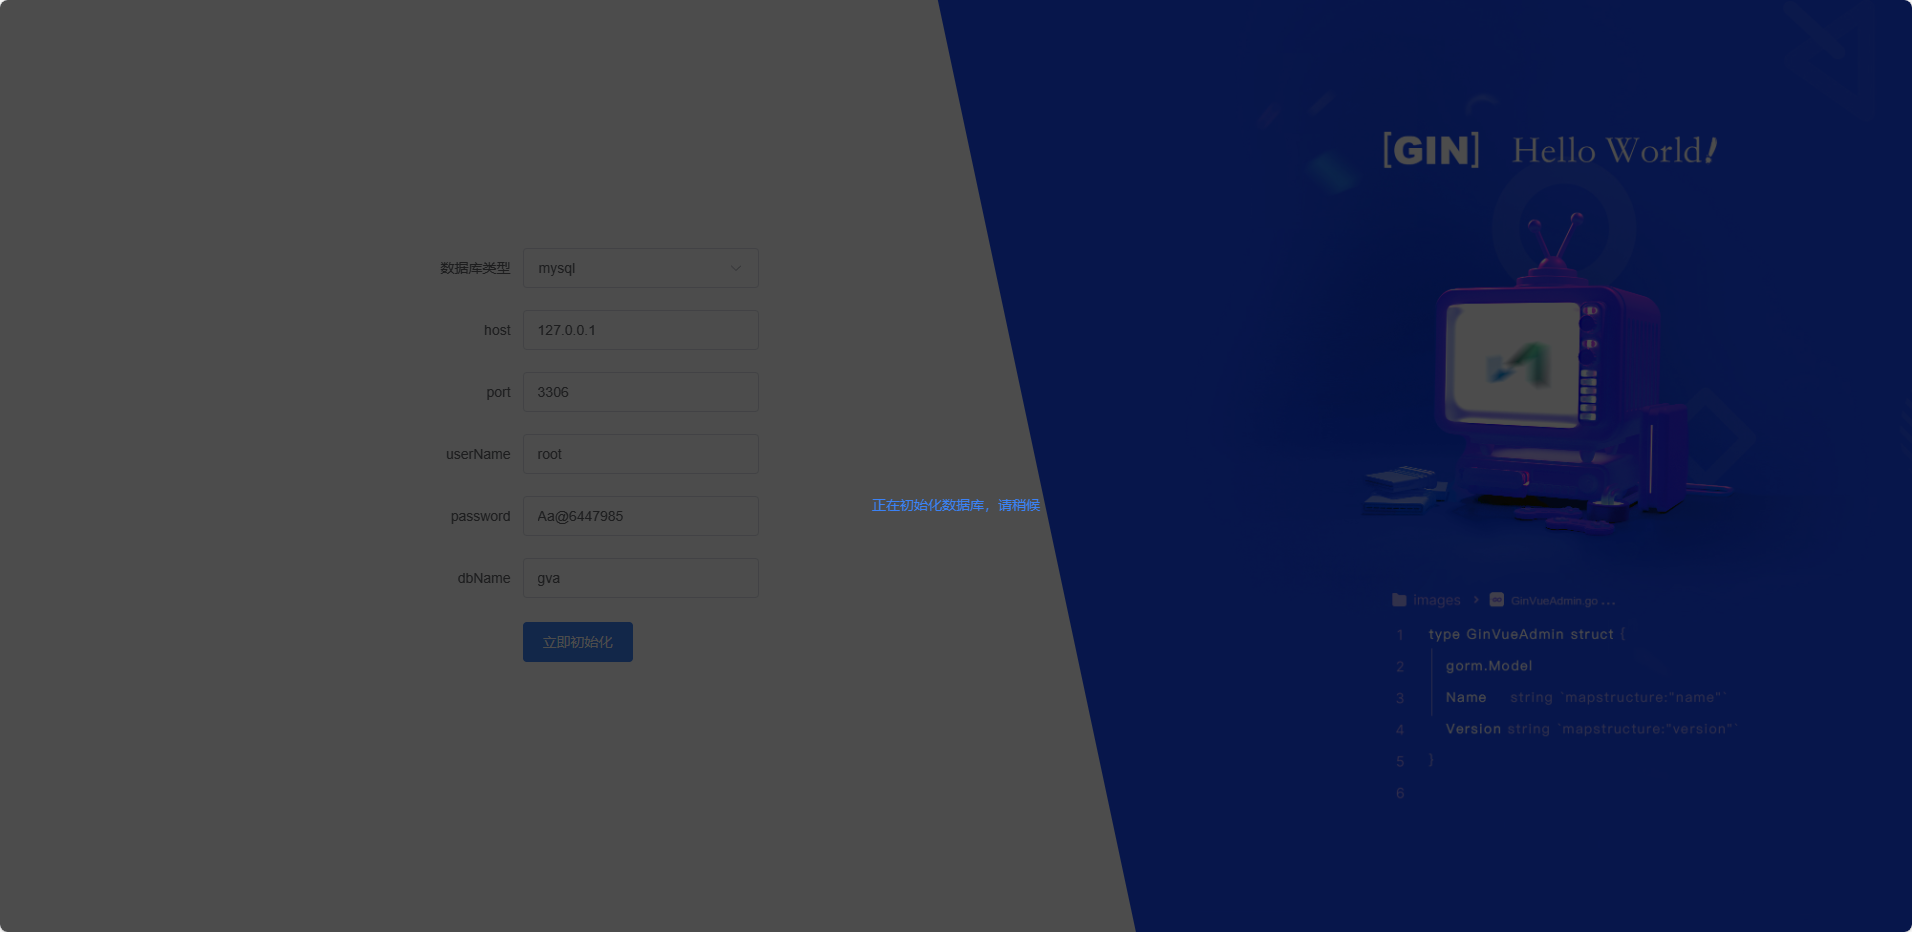 数据库类型 mysql
host 127.0.0.1
port 3306
userName root
password Aa@6447985
dbName gva
立即初始化
正在初始化数据库，请稍候
[GIN] Hello World!
images > GinVueAdmin.go ...
1 type GinVueAdmin struct {
2 gorm.Model
3 Name string `mapstructure:"name"`
4 Version string `mapstructure:"version"`
5 }
6